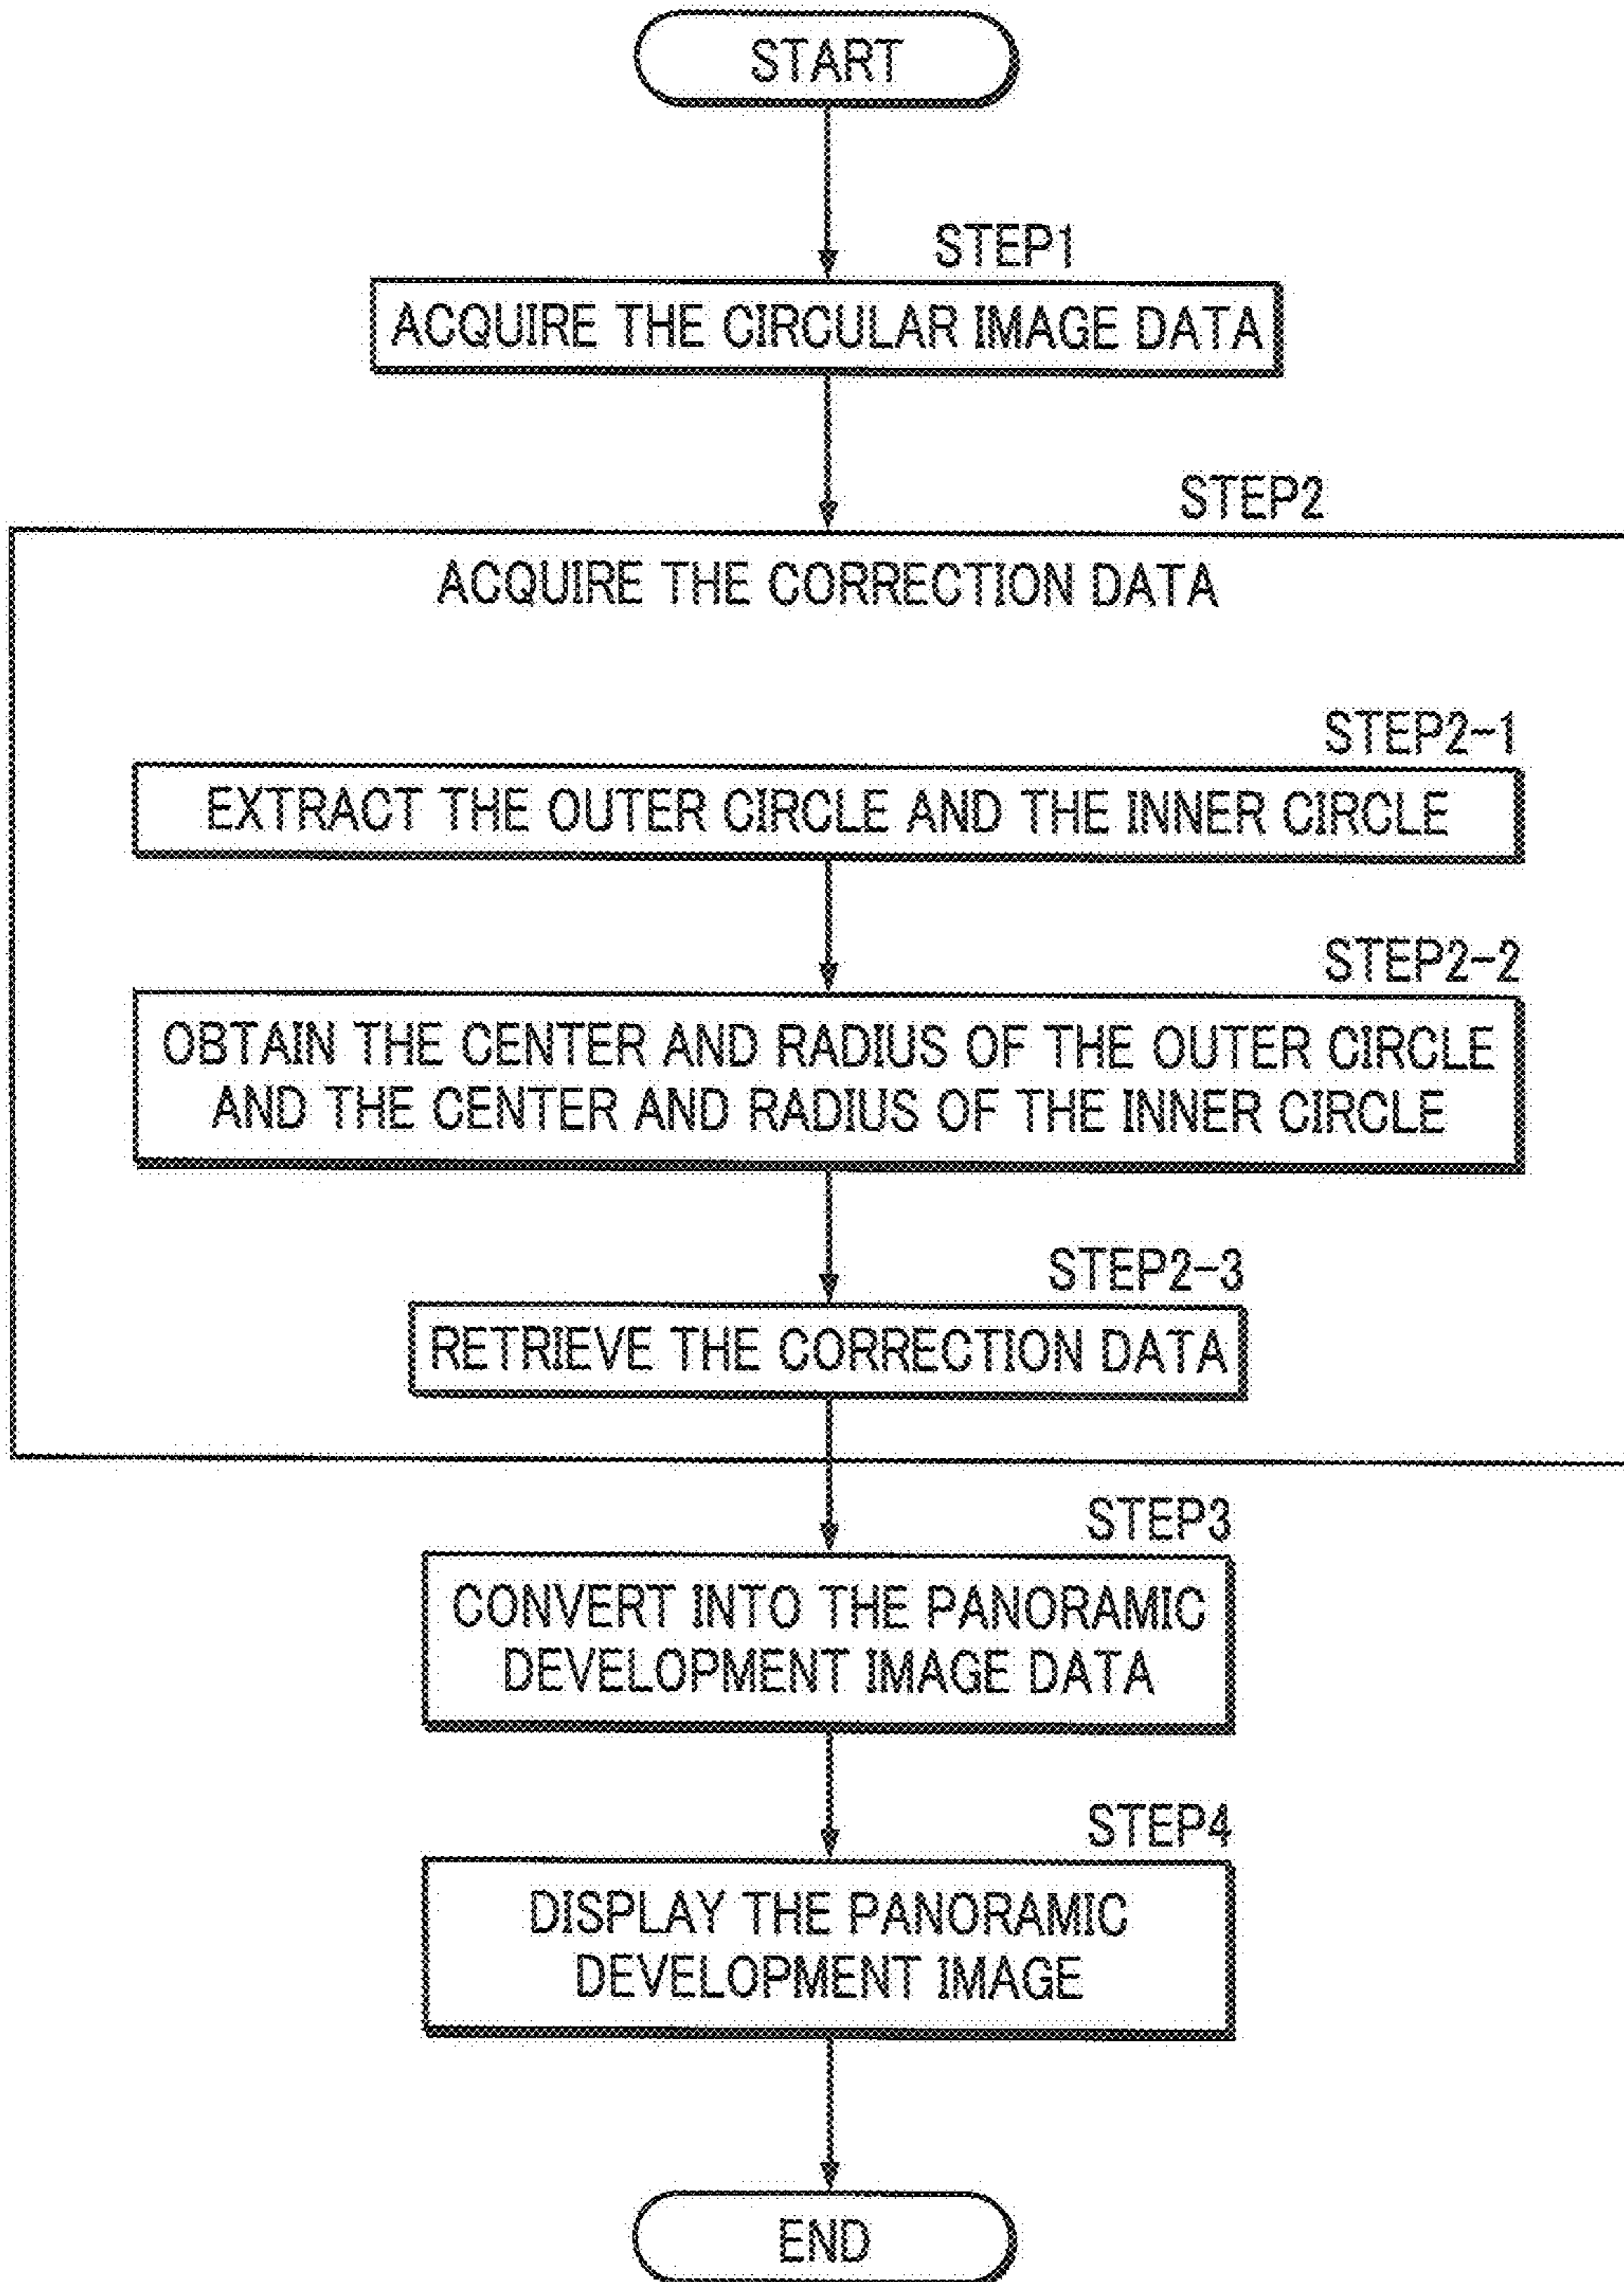 START
STEP1
ACQUIRE THE CIRCULAR IMAGE DATA
STEP2
ACQUIRE THE CORRECTION DATA
STEP2-1
EXTRACT THE OUTER CIRCLE AND THE INNER CIRCLE
STEP2-2
OBTAIN THE CENTER AND RADIUS OF THE OUTER CIRCLE
AND THE CENTER AND RADIUS OF THE INNER CIRCLE
STEP2-3
RETRIEVE THE CORRECTION DATA
STEP3
CONVERT INTO THE PANORAMIC
DEVELOPMENT IMAGE DATA
STEP4
DISPLAY THE PANORAMIC
DEVELOPMENT IMAGE
END